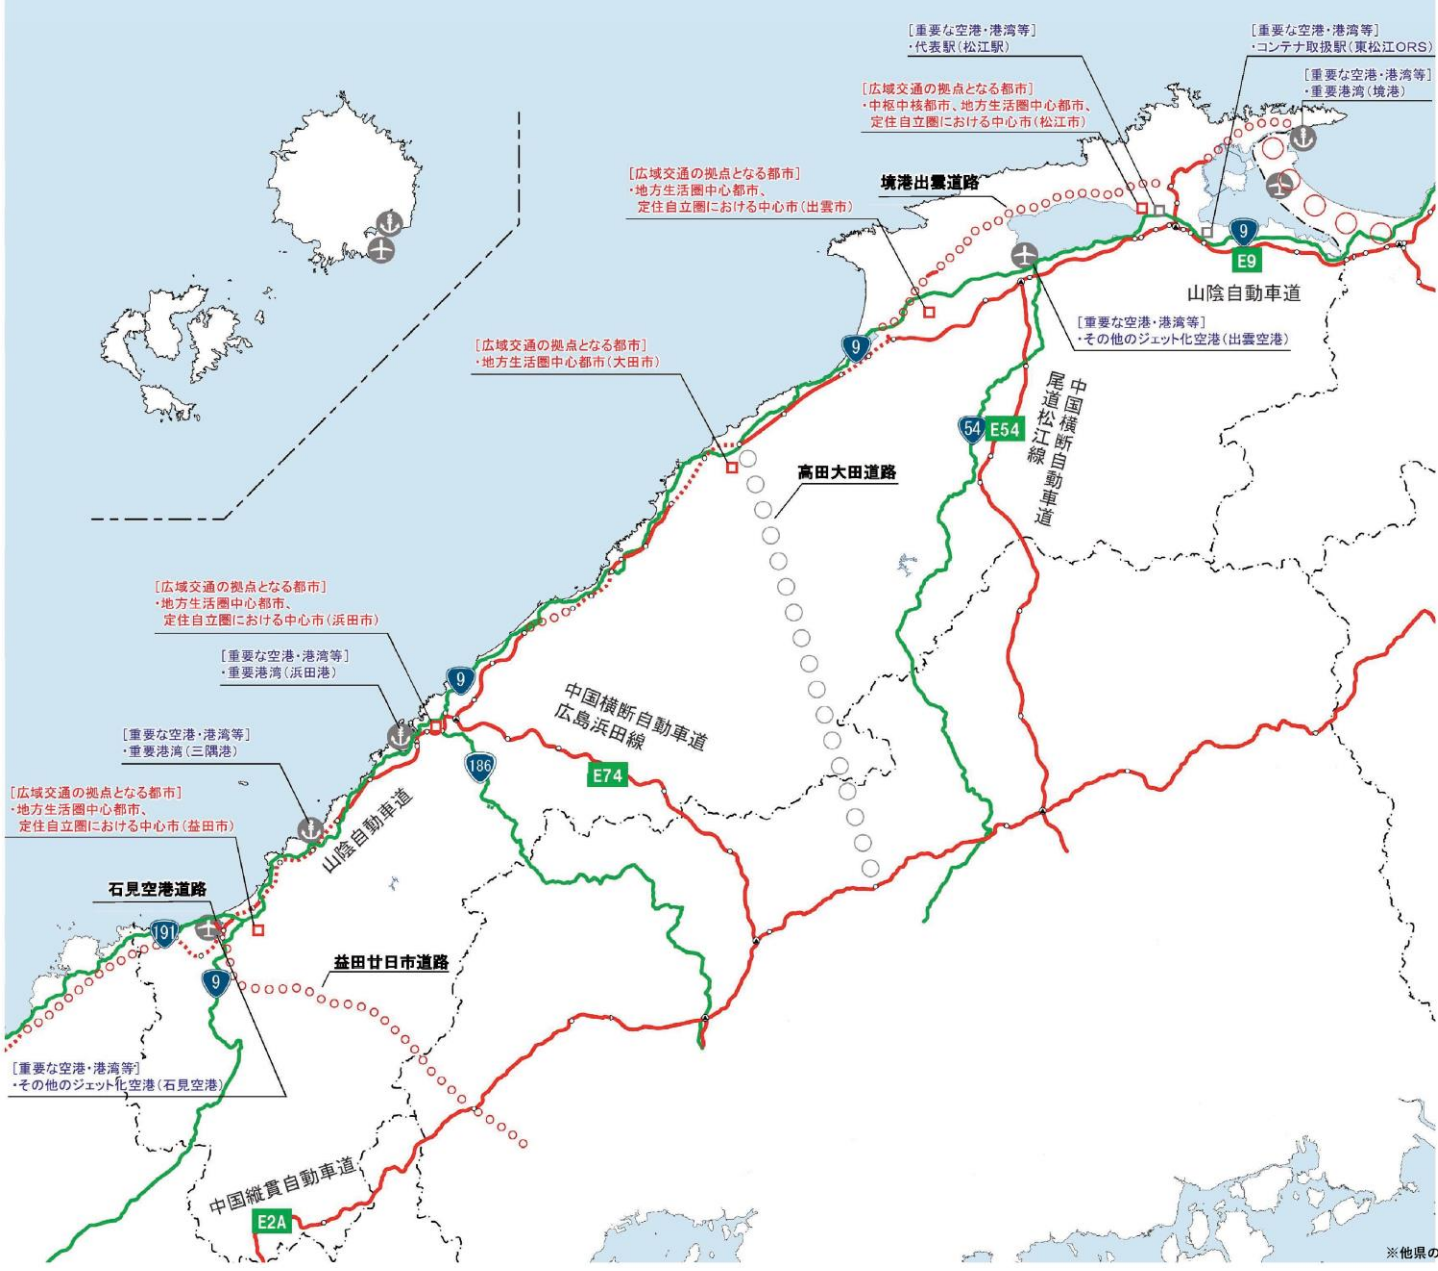 [重要な空港・港湾等]
・代表駅(松江駅)
[重要な空港・港湾等]
・コンテナ取扱駅(東松江ORS)
[重要な空港・港湾等]
・重要港湾(境港)
[広域交通の拠点となる都市]
・中枢中核都市、地方生活圏中心都市、
定住自立圏における中心市(松江市)
[広域交通の拠点となる都市]
・地方生活圏中心都市、
定住自立圏における中心市(出雲市)
境港出雲道路
9
E9
山陰自動車道
[重要な空港・港湾等]
・その他のジェット化空港(出雲空港)
[広域交通の拠点となる都市]
・地方生活圏中心都市(大田市)
9
54
E54
中国横断自動車道
尾道松江線
高田大田道路
[広域交通の拠点となる都市]
・地方生活圏中心都市、
定住自立圏における中心市(浜田市)
[重要な空港・港湾等]
・重要港湾(浜田港)
9
中国横断自動車道
広島浜田線
186
E74
[重要な空港・港湾等]
・重要港湾(三隅港)
[広域交通の拠点となる都市]
・地方生活圏中心都市、
定住自立圏における中心市(益田市)
山陰自動車道
石見空港道路
191
益田廿日市道路
9
[重要な空港・港湾等]
・その他のジェット化空港(石見空港)
中国縦貫自動車道
E2A
※他県の